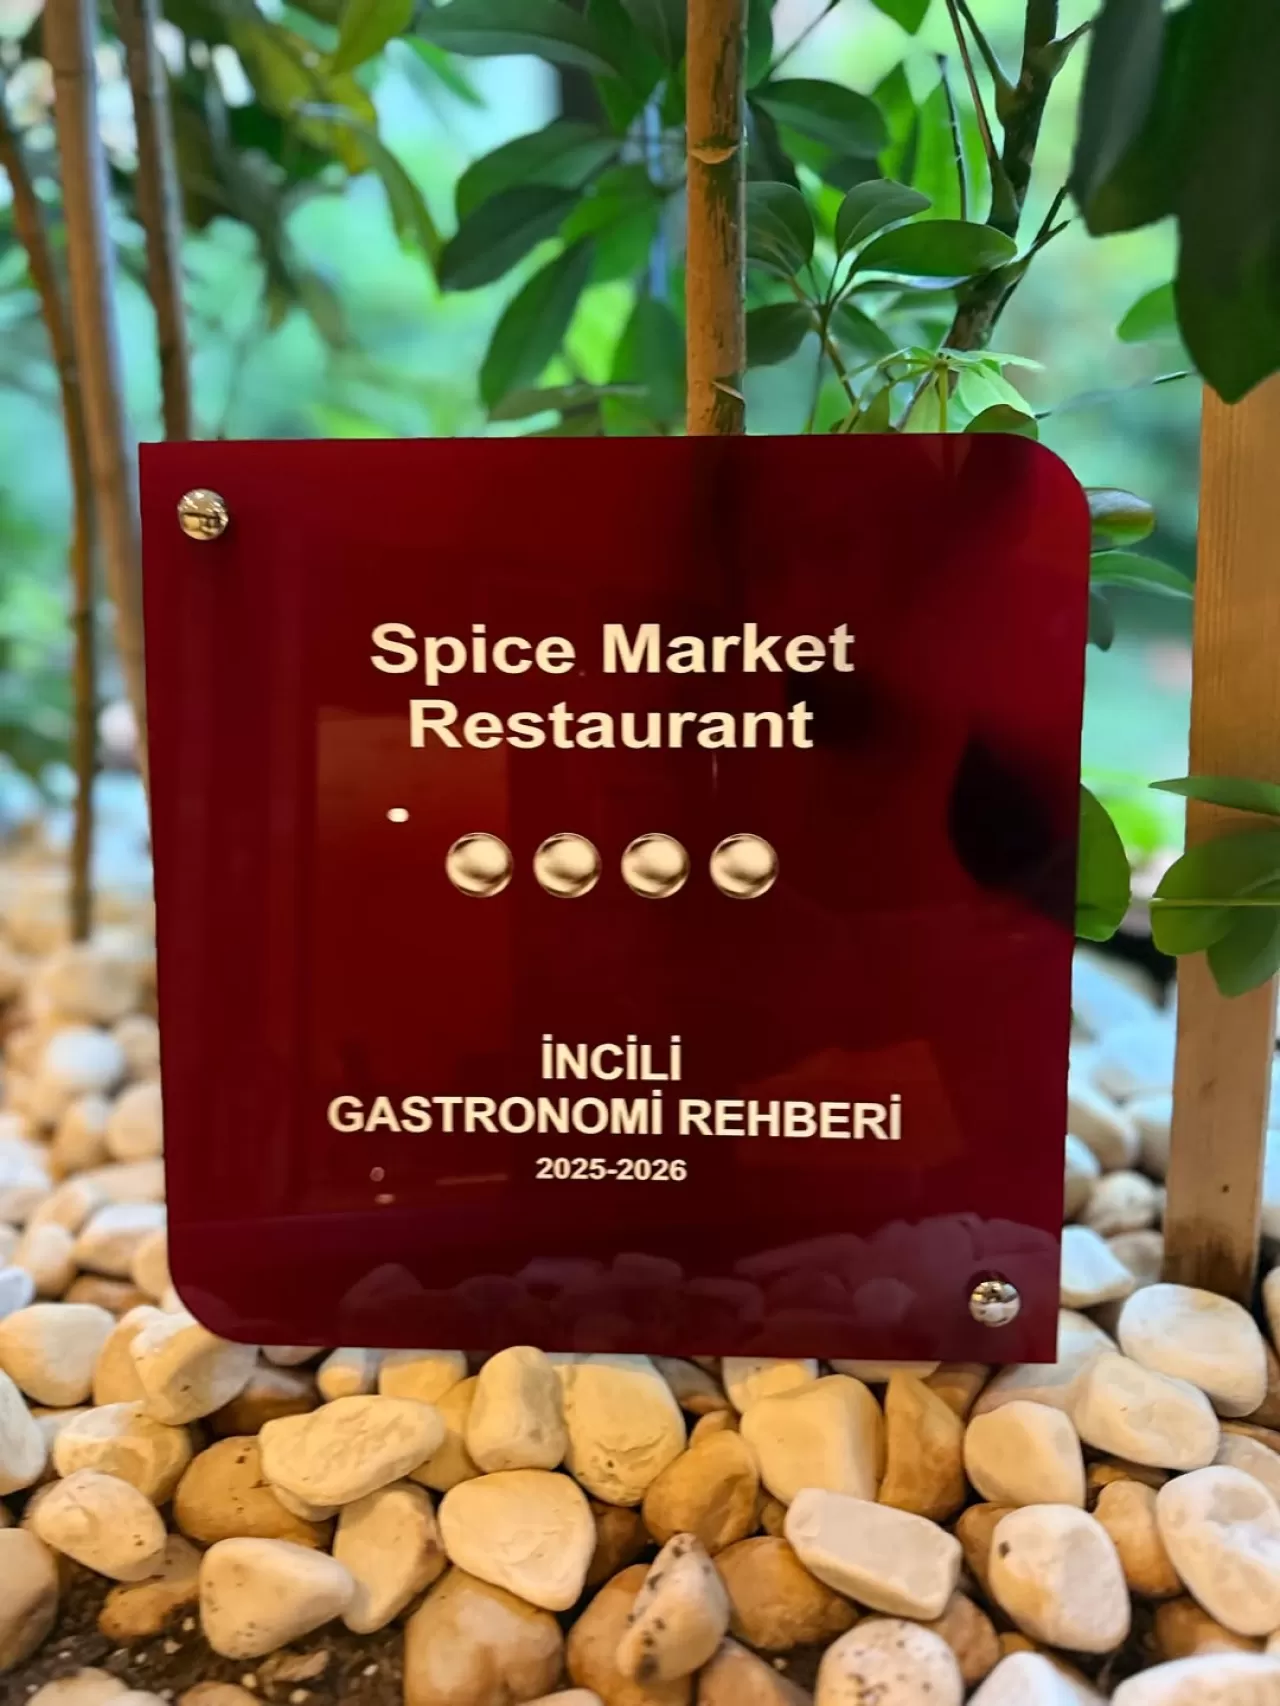 Spice Market
Restaurant
İNCİLİ
GASTRONOMİ REHBERİ
2025-2026